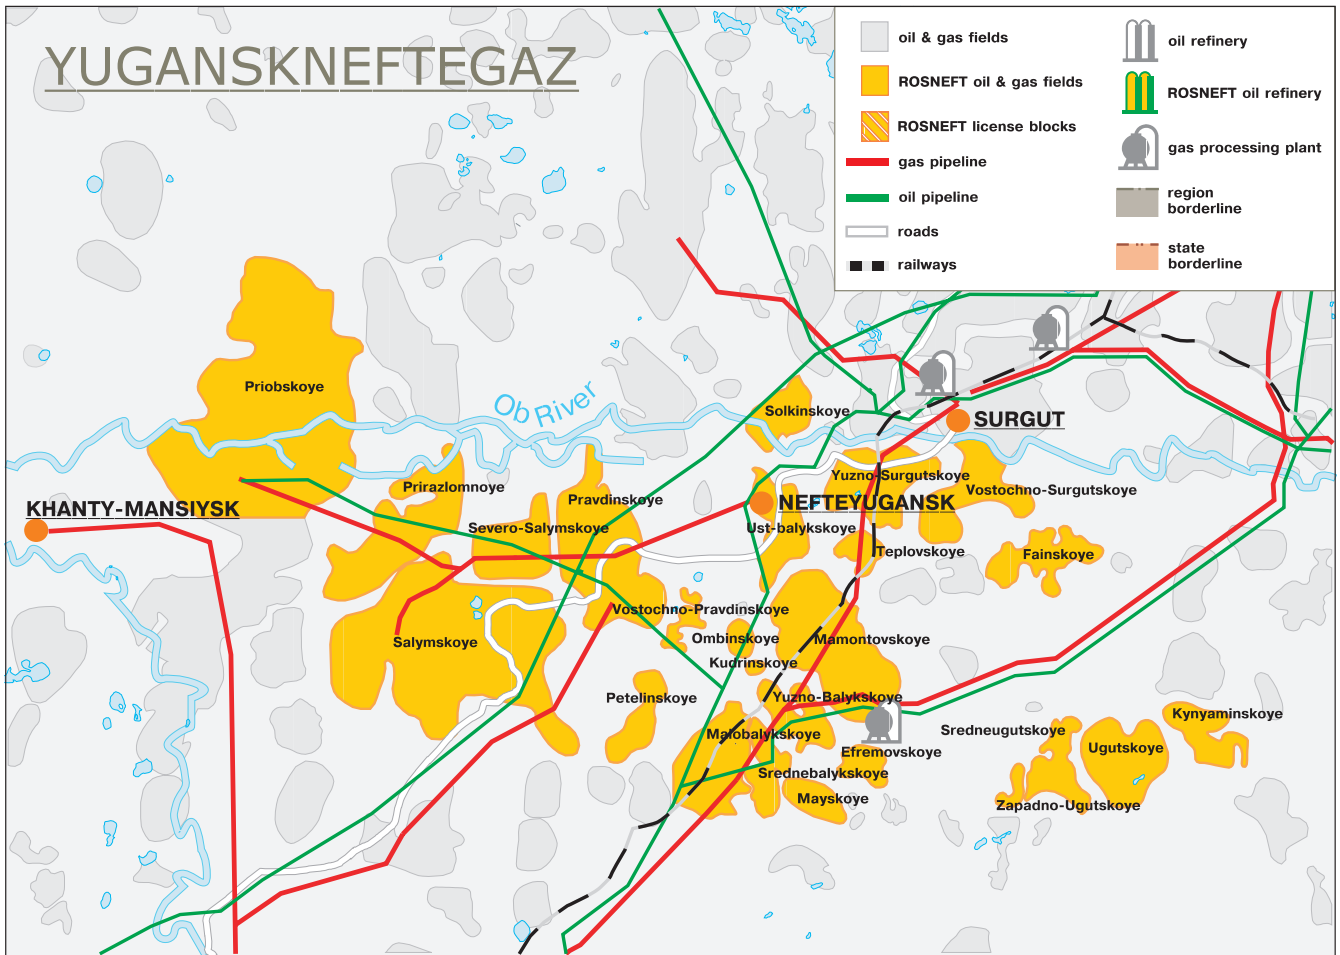 YUGANSKNEFTEGAZ
oil & gas fields
ROSNEFT oil & gas fields
ROSNEFT license blocks
gas pipeline
oil pipeline
roads
railways
oil refinery
ROSNEFT oil refinery
gas processing plant
region
borderline
state
borderline
Priobskoye
Ob River
Solkinskoye
SURGUT
Prirazlomnoye
Pravdinskoye
Yuzno-Surgutskoye
Vostochno-Surgutskoye
KHANTY-MANSIYSK
NEFTEYUGANSK
Severo-Salymskoye
Ust-balykskoye
Teplovskoye
Fainskoye
Vostochno-Pravdinskoye
Salymskoye
Ombinskoye
Mamontovskoye
Kudrinskoye
Petelinskoye
Yuzno-Balykskoye
Kynyaminskoye
Malobalykskoye
Sredneugutskoye
Efremovskoye
Ugutskoye
Srednebalykskoye
Mayskoye
Zapadno-Ugutskoye